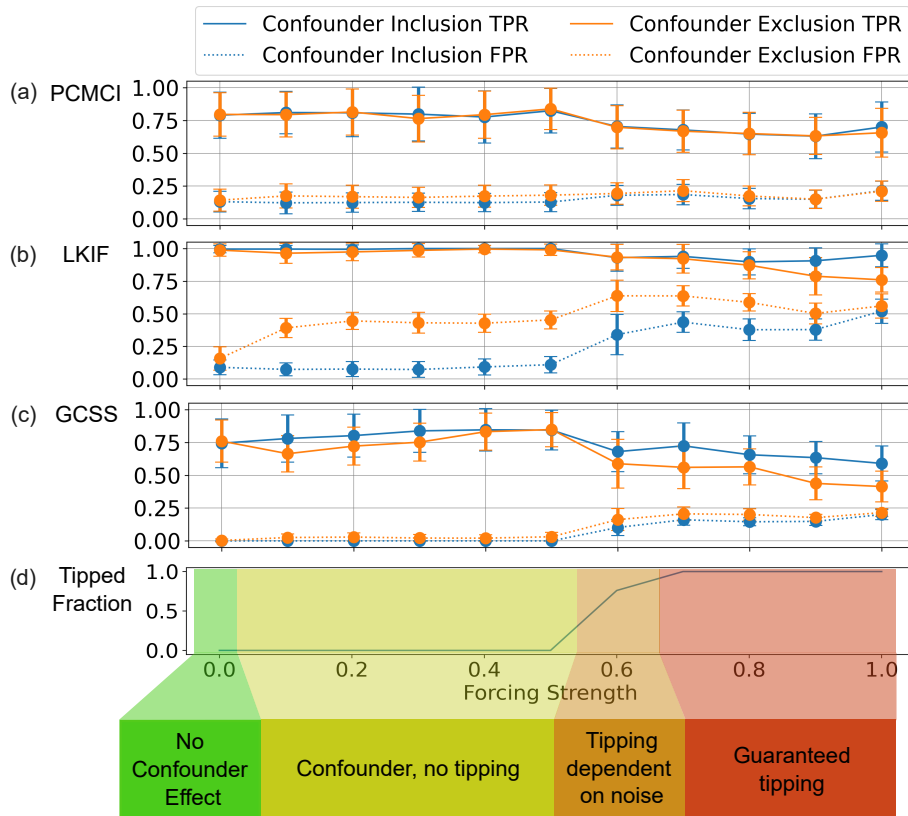 Confounder Inclusion TPR
Confounder Exclusion TPR
Confounder Inclusion FPR
Confounder Exclusion FPR
(a) PCMCI
1.00
0.75
0.50
0.25
0.00
(b) LKIF
1.00
0.75
0.50
0.25
0.00
(c) GCSS
1.00
0.75
0.50
0.25
0.00
(d) Tipped
Fraction
1.0
0.5
0.0
0.0 0.2 0.4 0.6 0.8 1.0
Forcing Strength
No
Confounder
Effect
Confounder, no tipping
Tipping
dependent
on noise
Guaranteed
tipping